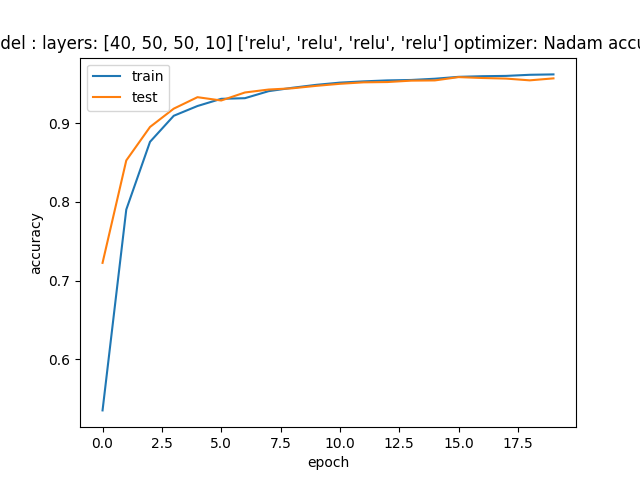 del : layers: [40, 50, 50, 10] ['relu', 'relu', 'relu', 'relu'] optimizer: Nadam accu
train
test
0.9
0.8
0.7
0.6
accuracy
0.0 2.5 5.0 7.5 10.0 12.5 15.0 17.5
epoch